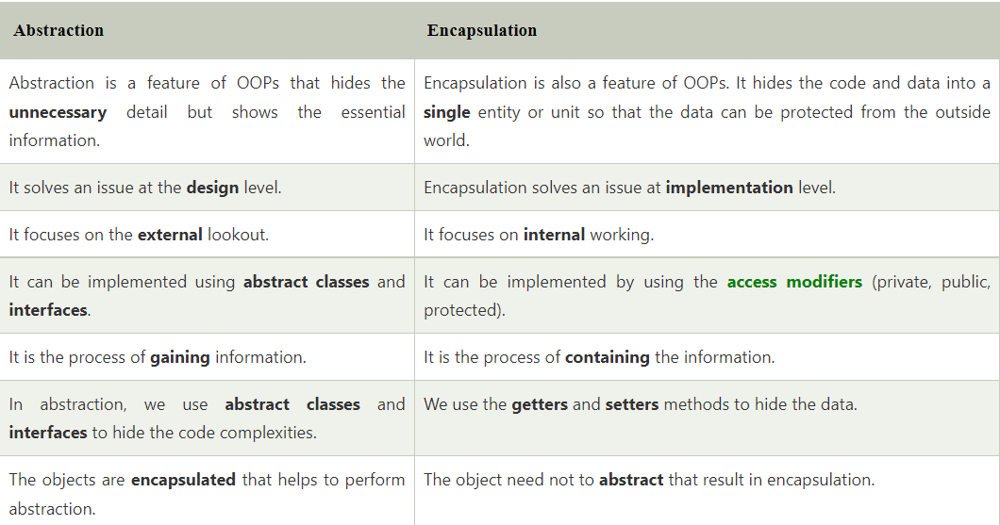 Abstraction
Encapsulation
Abstraction is a feature of OOPs that hides the
unnecessary detail but shows the essential
information.
Encapsulation is also a feature of OOPs. It hides the code and data into a
single entity or unit so that the data can be protected from the outside
world.
It solves an issue at the design level.
Encapsulation solves an issue at implementation level.
It focuses on the external lookout.
It focuses on internal working.
It can be implemented using abstract classes and
interfaces.
It can be implemented by using the access modifiers (private, public,
protected).
It is the process of gaining information.
It is the process of containing the information.
In abstraction, we use abstract classes and
interfaces to hide the code complexities.
We use the getters and setters methods to hide the data.
The objects are encapsulated that helps to perform
abstraction.
The object need not to abstract that result in encapsulation.